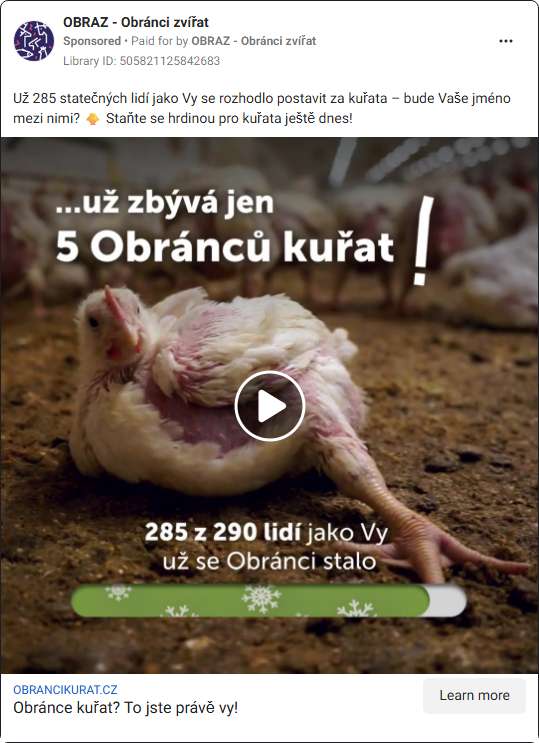 OBRAZ - Obránci zvířat
Sponsored • Paid for by OBRAZ - Obránci zvířat
Library ID: 505821125842683
Už 285 statečných lidí jako Vy se rozhodlo postavit za kuřata – bude Vaše jméno
mezi nimi? 🐥 Staňte se hrdinou pro kuřata ještě dnes!
...už zbývá jen
5 Obránců kuřat!
285 z 290 lidí jako Vy
už se Obránci stalo
OBRANCIKURAT.CZ
Obránce kuřat? To jste právě vy!
Learn more